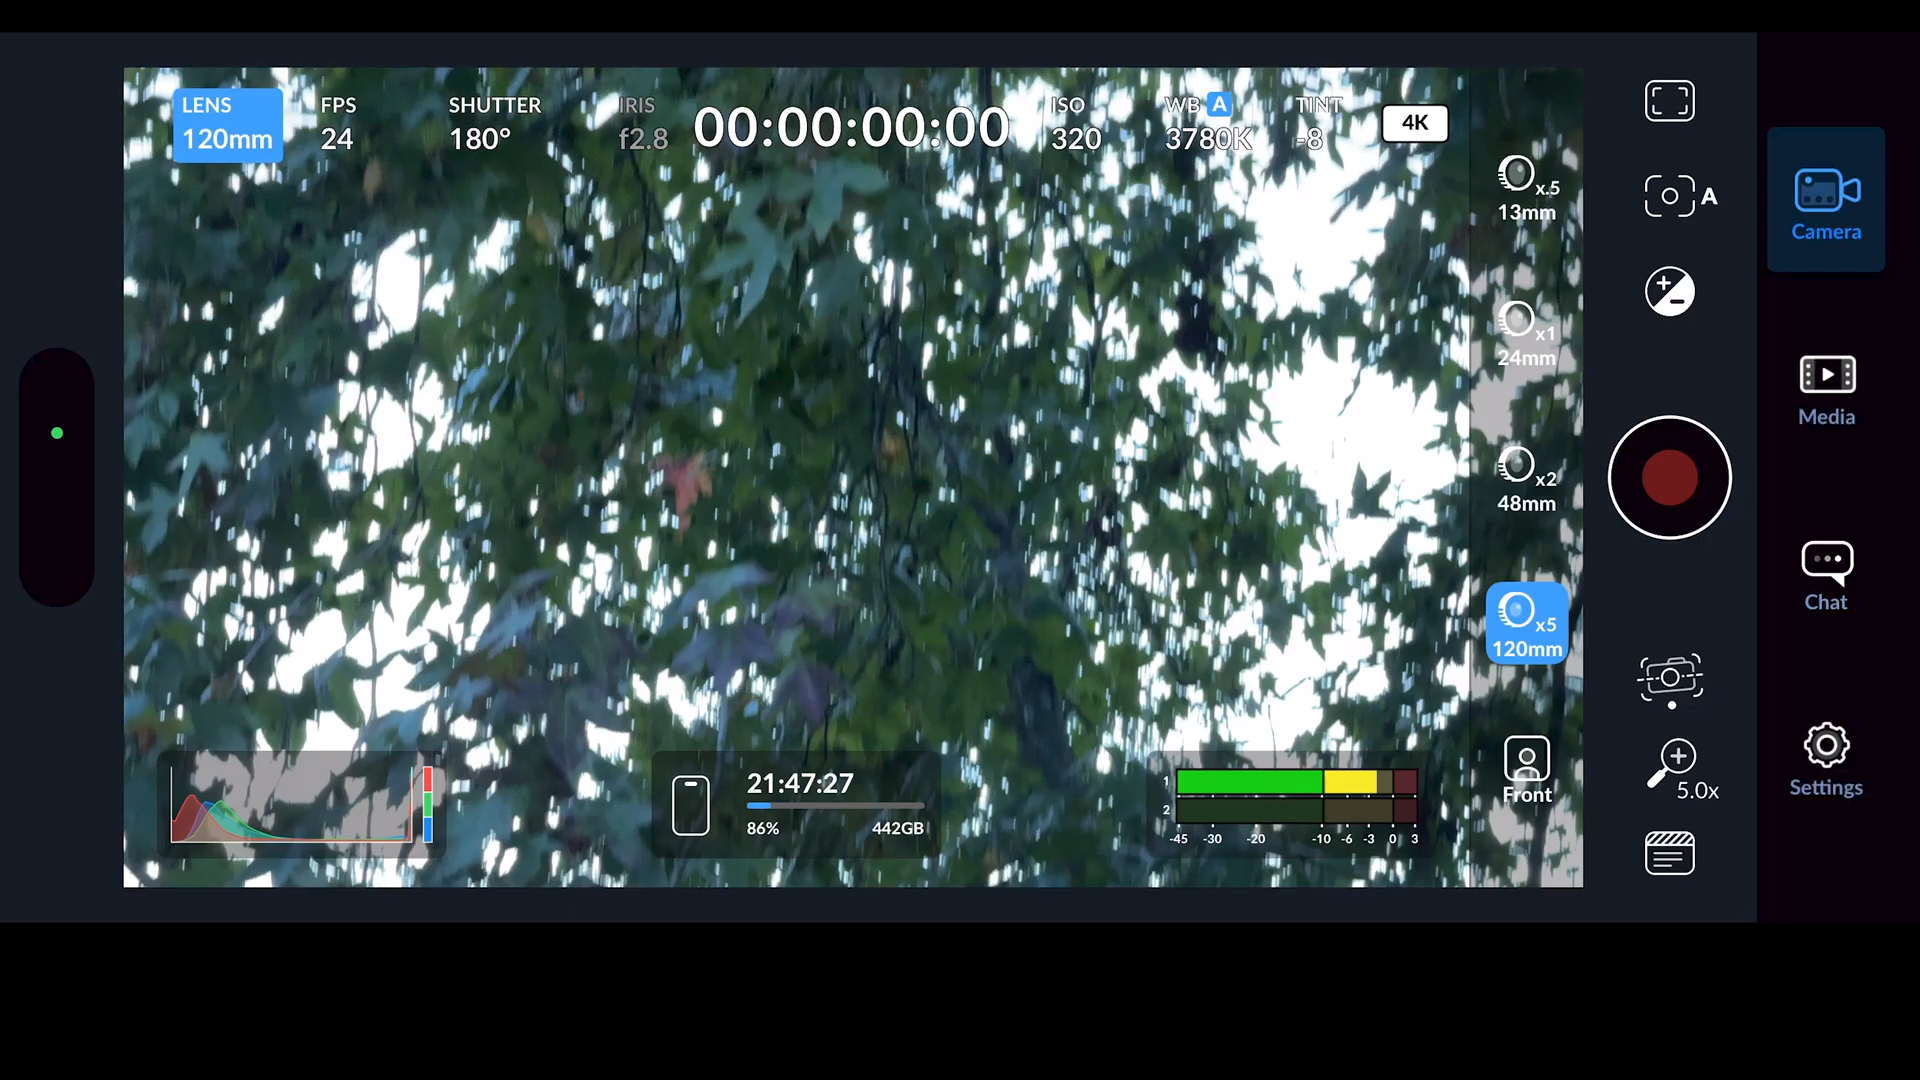 LENS
120mm
FPS
24
SHUTTER
180°
IRIS
f2.8
00:00:00:00
ISO
320
WB A
3780K
TINT
-8
4K
x.5
13mm
x1
24mm
x2
48mm
x5
120mm
Front
A
5.0x
Camera
Media
Chat
Settings
21:47:27
86% 442GB
1
2
-45 -30 -20 -10 -6 -3 0 3